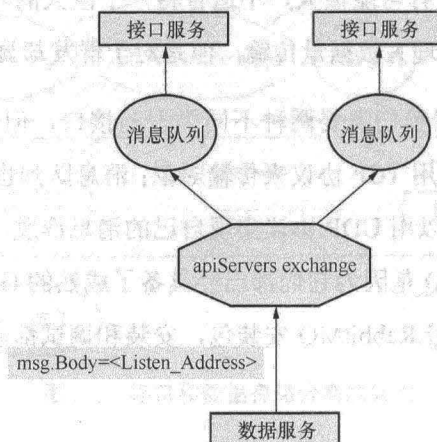 接口服务 接口服务
消息队列 消息队列
apiServers exchange
msg.Body=<Listen_Address>
数据服务